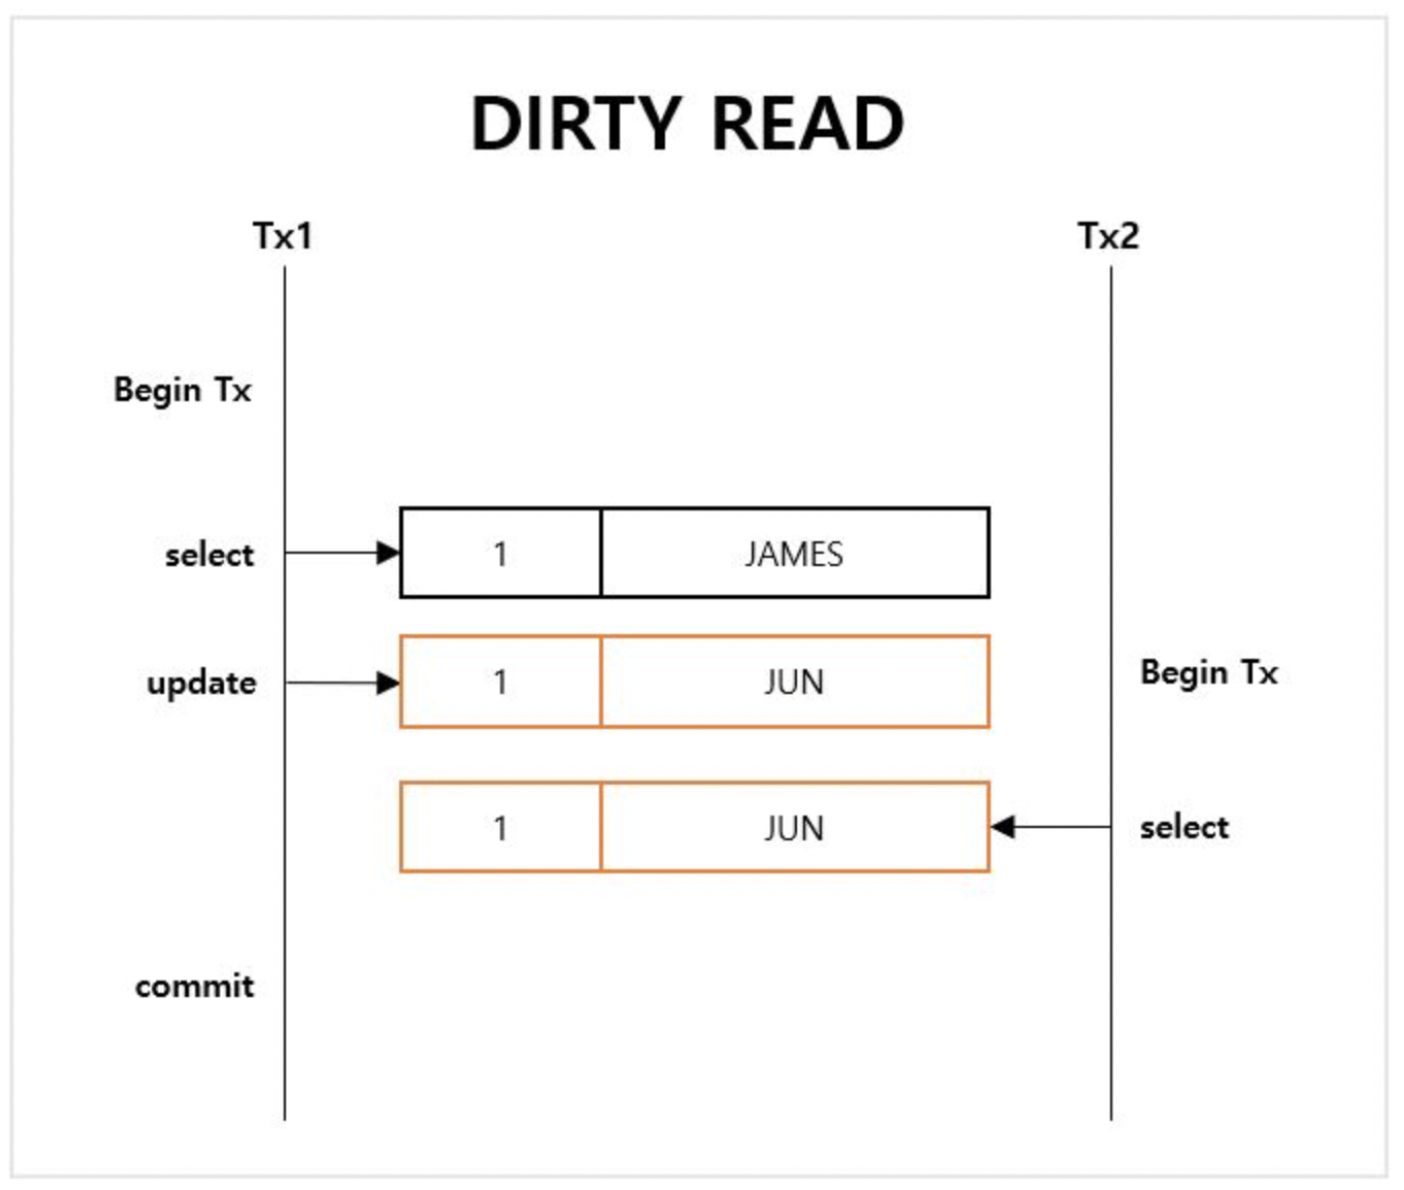 DIRTY READ
Tx1 Tx2
Begin Tx
select 1 JAMES
update 1 JUN Begin Tx
1 JUN select
commit